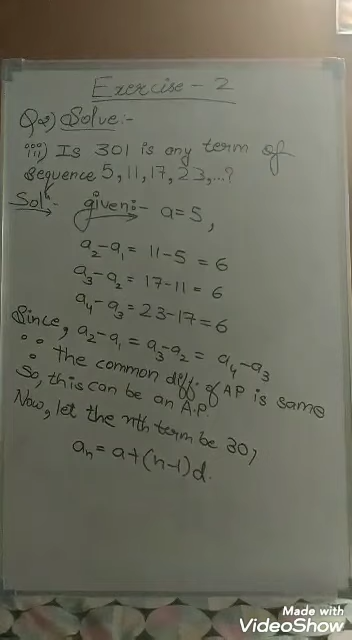 Exercise - 2
Q2) Solve:-
iii) Is 301 is any term of
sequence 5, 11, 17, 23,...?
Solⁿ given:- a=5,
a₂-a₁ = 11-5 = 6
a₃-a₂ = 17-11 = 6
a₄-a₃ = 23-17 = 6
Since, a₂-a₁ = a₃-a₂ = a₄-a₃
∴ the common diff. of AP is same
So, this can be an A.P.
Now, let the nth term be 301
aₙ = a+(n-1)d.
Made with
VideoShow